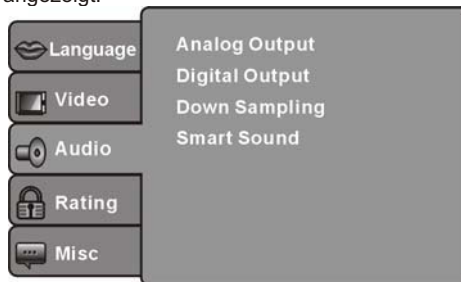 angezeigt.
Language
Video
Audio
Rating
Misc
Analog Output
Digital Output
Down Sampling
Smart Sound